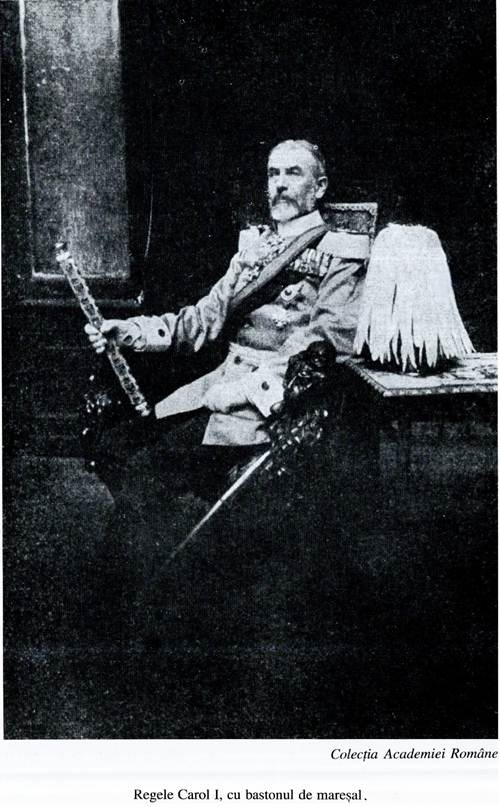 Colecția Academiei Române
Regele Carol I, cu bastonul de mareșal.